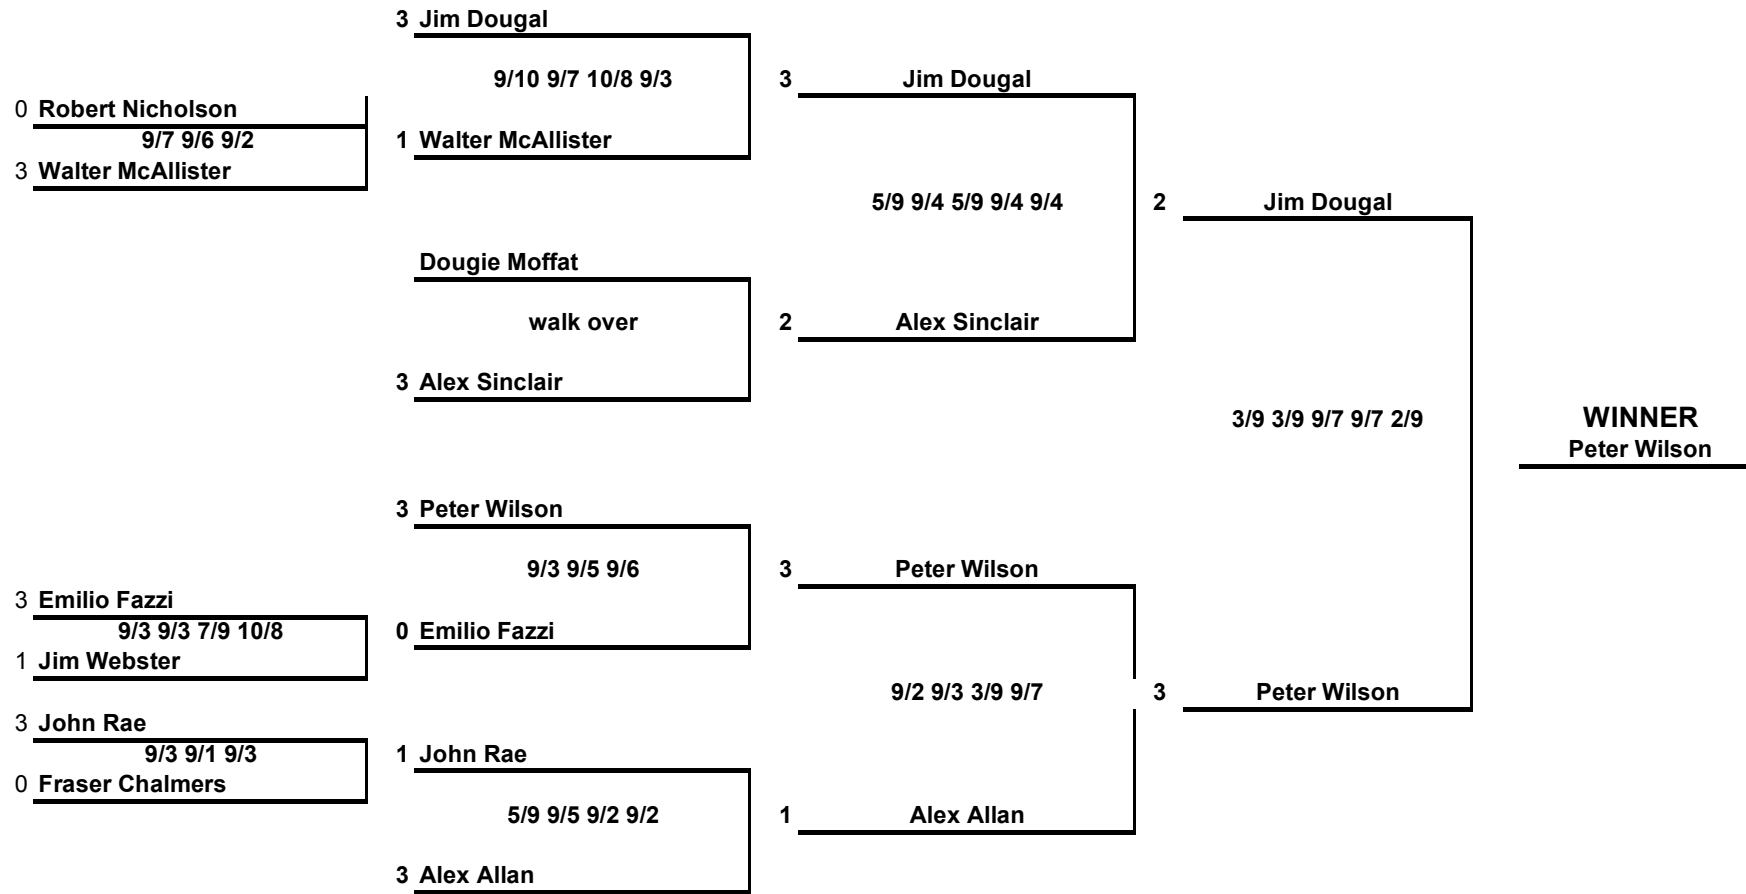 3 Jim Dougal
9/10 9/7 10/8 9/3
3 Jim Dougal
0 Robert Nicholson
9/7 9/6 9/2
1 Walter McAllister
3 Walter McAllister
5/9 9/4 5/9 9/4 9/4
2 Jim Dougal
Dougie Moffat
walk over
2 Alex Sinclair
3 Alex Sinclair
3/9 3/9 9/7 9/7 2/9
WINNER
Peter Wilson
3 Peter Wilson
9/3 9/5 9/6
3 Peter Wilson
3 Emilio Fazzi
9/3 9/3 7/9 10/8
0 Emilio Fazzi
1 Jim Webster
9/2 9/3 3/9 9/7
3 Peter Wilson
3 John Rae
9/3 9/1 9/3
1 John Rae
0 Fraser Chalmers
5/9 9/5 9/2 9/2
1 Alex Allan
3 Alex Allan